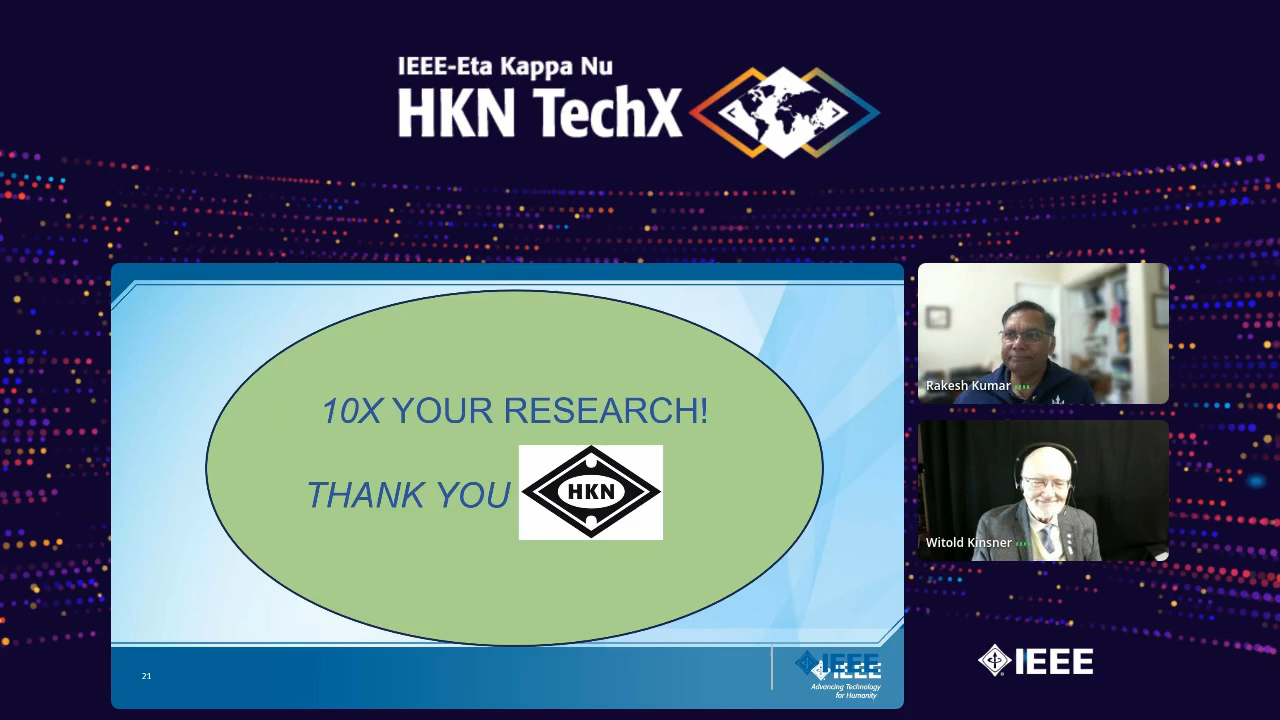 IEEE-Eta Kappa Nu
HKN TechX
10X YOUR RESEARCH!
THANK YOU
HKN
Rakesh Kumar
Witold Kinsner
21
IEEE
Advancing Technology
for Humanity
IEEE